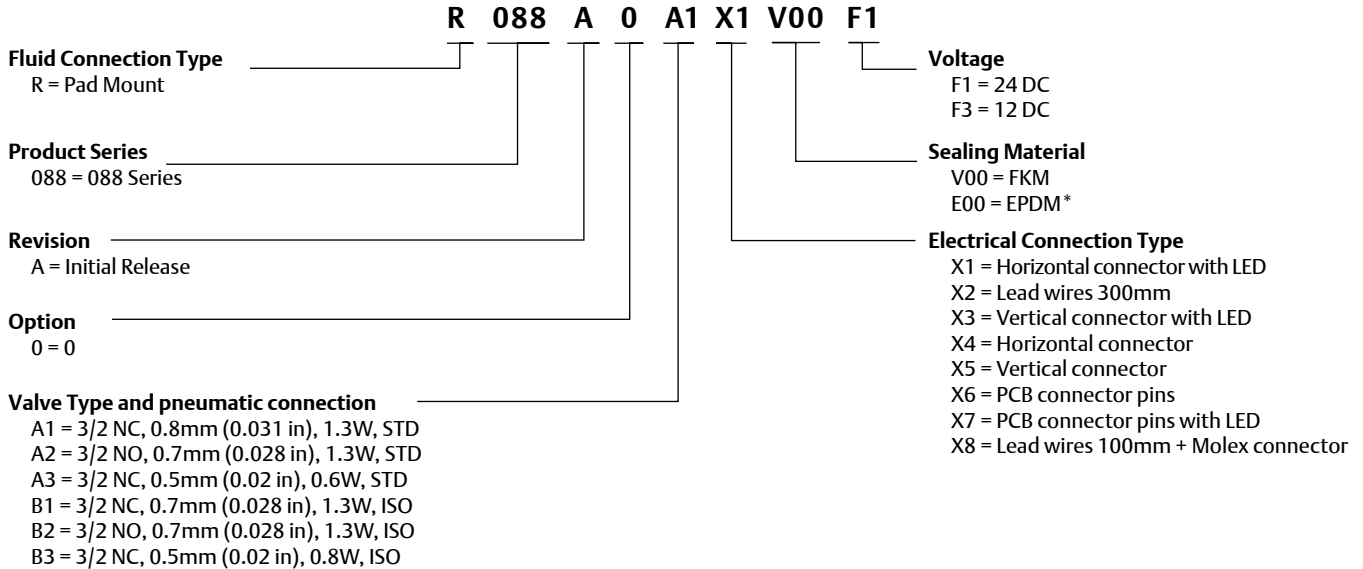 R 088 A 0 A1 X1 V00 F1
Fluid Connection Type
R = Pad Mount
Product Series
088 = 088 Series
Revision
A = Initial Release
Option
0 = 0
Valve Type and pneumatic connection
A1 = 3/2 NC, 0.8mm (0.031 in), 1.3W, STD
A2 = 3/2 NO, 0.7mm (0.028 in), 1.3W, STD
A3 = 3/2 NC, 0.5mm (0.02 in), 0.6W, STD
B1 = 3/2 NC, 0.7mm (0.028 in), 1.3W, ISO
B2 = 3/2 NO, 0.7mm (0.028 in), 1.3W, ISO
B3 = 3/2 NC, 0.5mm (0.02 in), 0.8W, ISO
Voltage
F1 = 24 DC
F3 = 12 DC
Sealing Material
V00 = FKM
E00 = EPDM*
Electrical Connection Type
X1 = Horizontal connector with LED
X2 = Lead wires 300mm
X3 = Vertical connector with LED
X4 = Horizontal connector
X5 = Vertical connector
X6 = PCB connector pins
X7 = PCB connector pins with LED
X8 = Lead wires 100mm + Molex connector